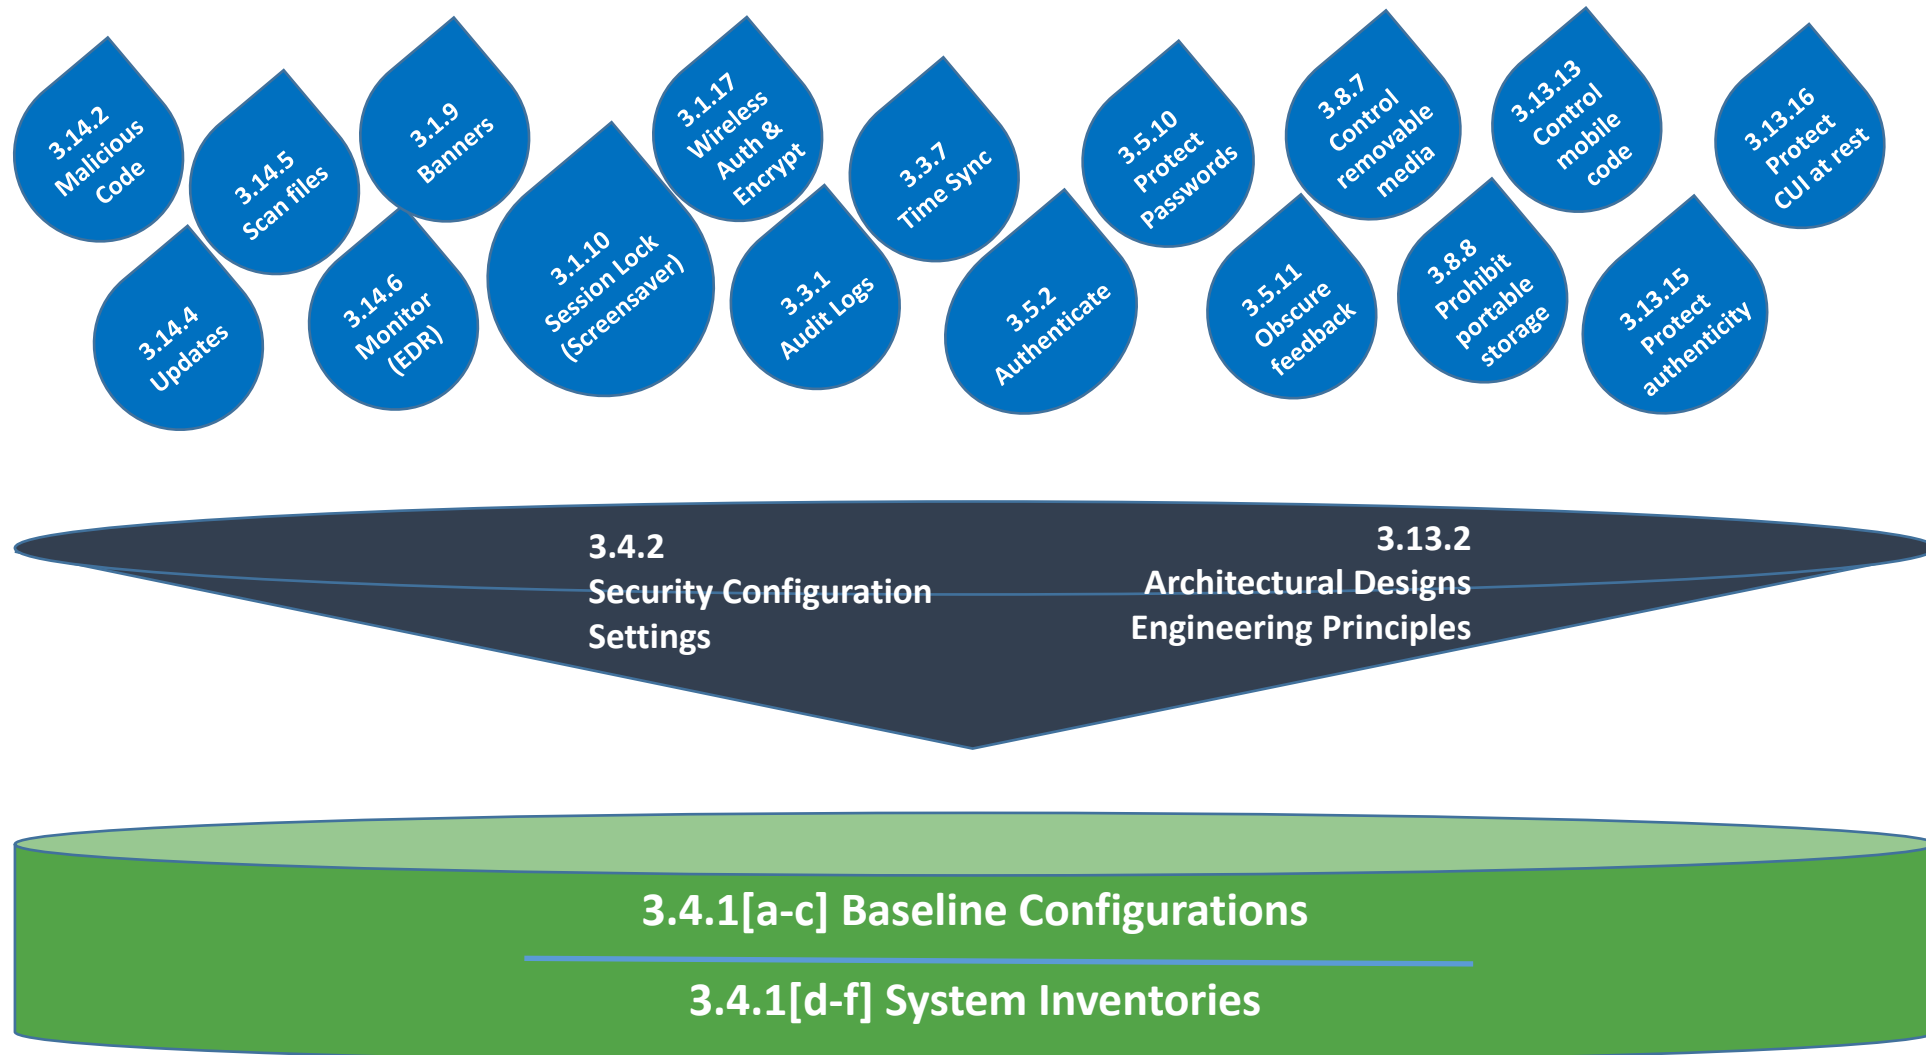 3.14.2
Malicious
Code
3.14.4
Updates
3.14.5
Scan files
3.14.6
Monitor
(EDR)
3.1.9
Banners
3.1.10
Session Lock
(Screensaver)
3.1.17
Wireless
Auth &
Encrypt
3.3.1
Audit Logs
3.3.7
Time Sync
3.5.2
Authenticate
3.5.10
Protect
Passwords
3.5.11
Obscure
feedback
3.8.7
Control
removable
media
3.8.8
Prohibit
portable
storage
3.13.13
Control
mobile
code
3.13.15
Protect
authenticity
3.13.16
Protect
CUI at rest
3.4.2
Security Configuration
Settings
3.13.2
Architectural Designs
Engineering Principles
3.4.1[a-c] Baseline Configurations
3.4.1[d-f] System Inventories